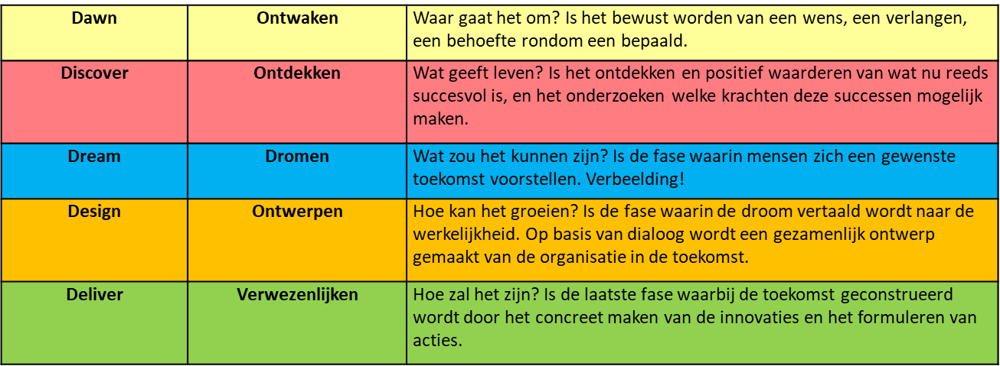 Dawn
Ontwaken
Waar gaat het om? Is het bewust worden van een wens, een verlangen,
een behoefte rondom een bepaald.
Discover
Ontdekken
Wat geeft leven? Is het ontdekken en positief waarderen van wat nu reeds
succesvol is, en het onderzoeken welke krachten deze successen mogelijk
maken.
Dream
Dromen
Wat zou het kunnen zijn? Is de fase waarin mensen zich een gewenste
toekomst voorstellen. Verbeelding!
Design
Ontwerpen
Hoe kan het groeien? Is de fase waarin de droom vertaald wordt naar de
werkelijkheid. Op basis van dialoog wordt een gezamenlijk ontwerp
gemaakt van de organisatie in de toekomst.
Deliver
Verwezenlijken
Hoe zal het zijn? Is de laatste fase waarbij de toekomst geconstrueerd
wordt door het concreet maken van de innovaties en het formuleren van
acties.